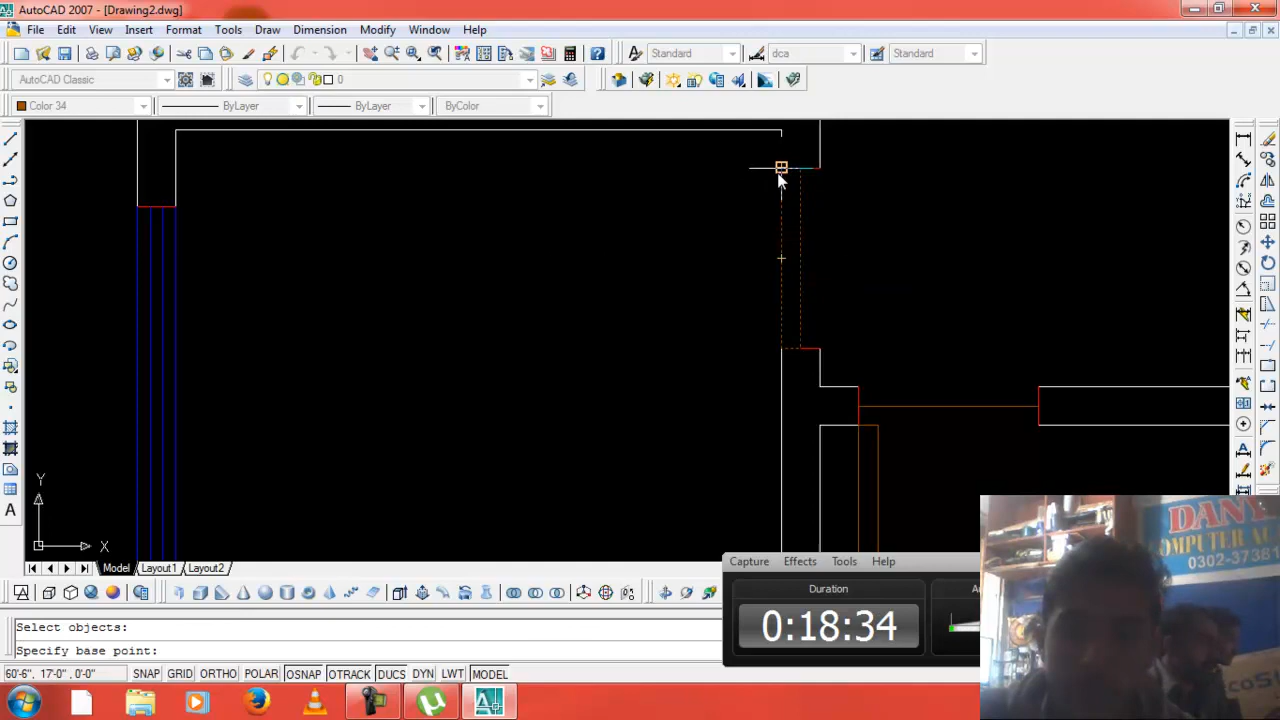 AutoCAD 2007 - [Drawing2.dwg]
File Edit View Insert Format Tools Draw Dimension Modify Window Help
Standard dca Standard
AutoCAD Classic 0
Color 34 ByLayer ByLayer ByColor
Y
X
A
A
Model Layout1 Layout2
DANY
COMPUTER
0302-37381
Capture Effects Tools Help
Duration
0:18:34
Select objects:
Specify base point:
60'-6", 17'-0", 0'-0" SNAP GRID ORTHO POLAR OSNAP OTRACK DUCS DYN LWT MODEL